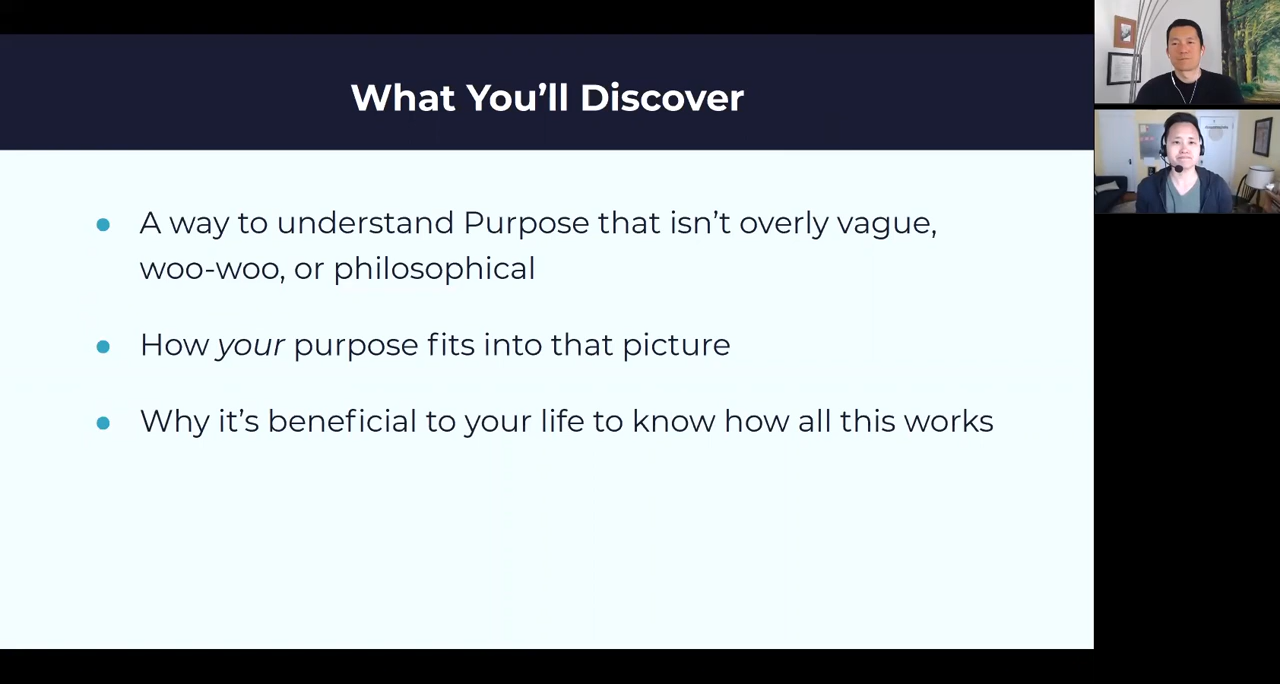 What You’ll Discover
● A way to understand Purpose that isn’t overly vague,
woo-woo, or philosophical
● How your purpose fits into that picture
● Why it’s beneficial to your life to know how all this works